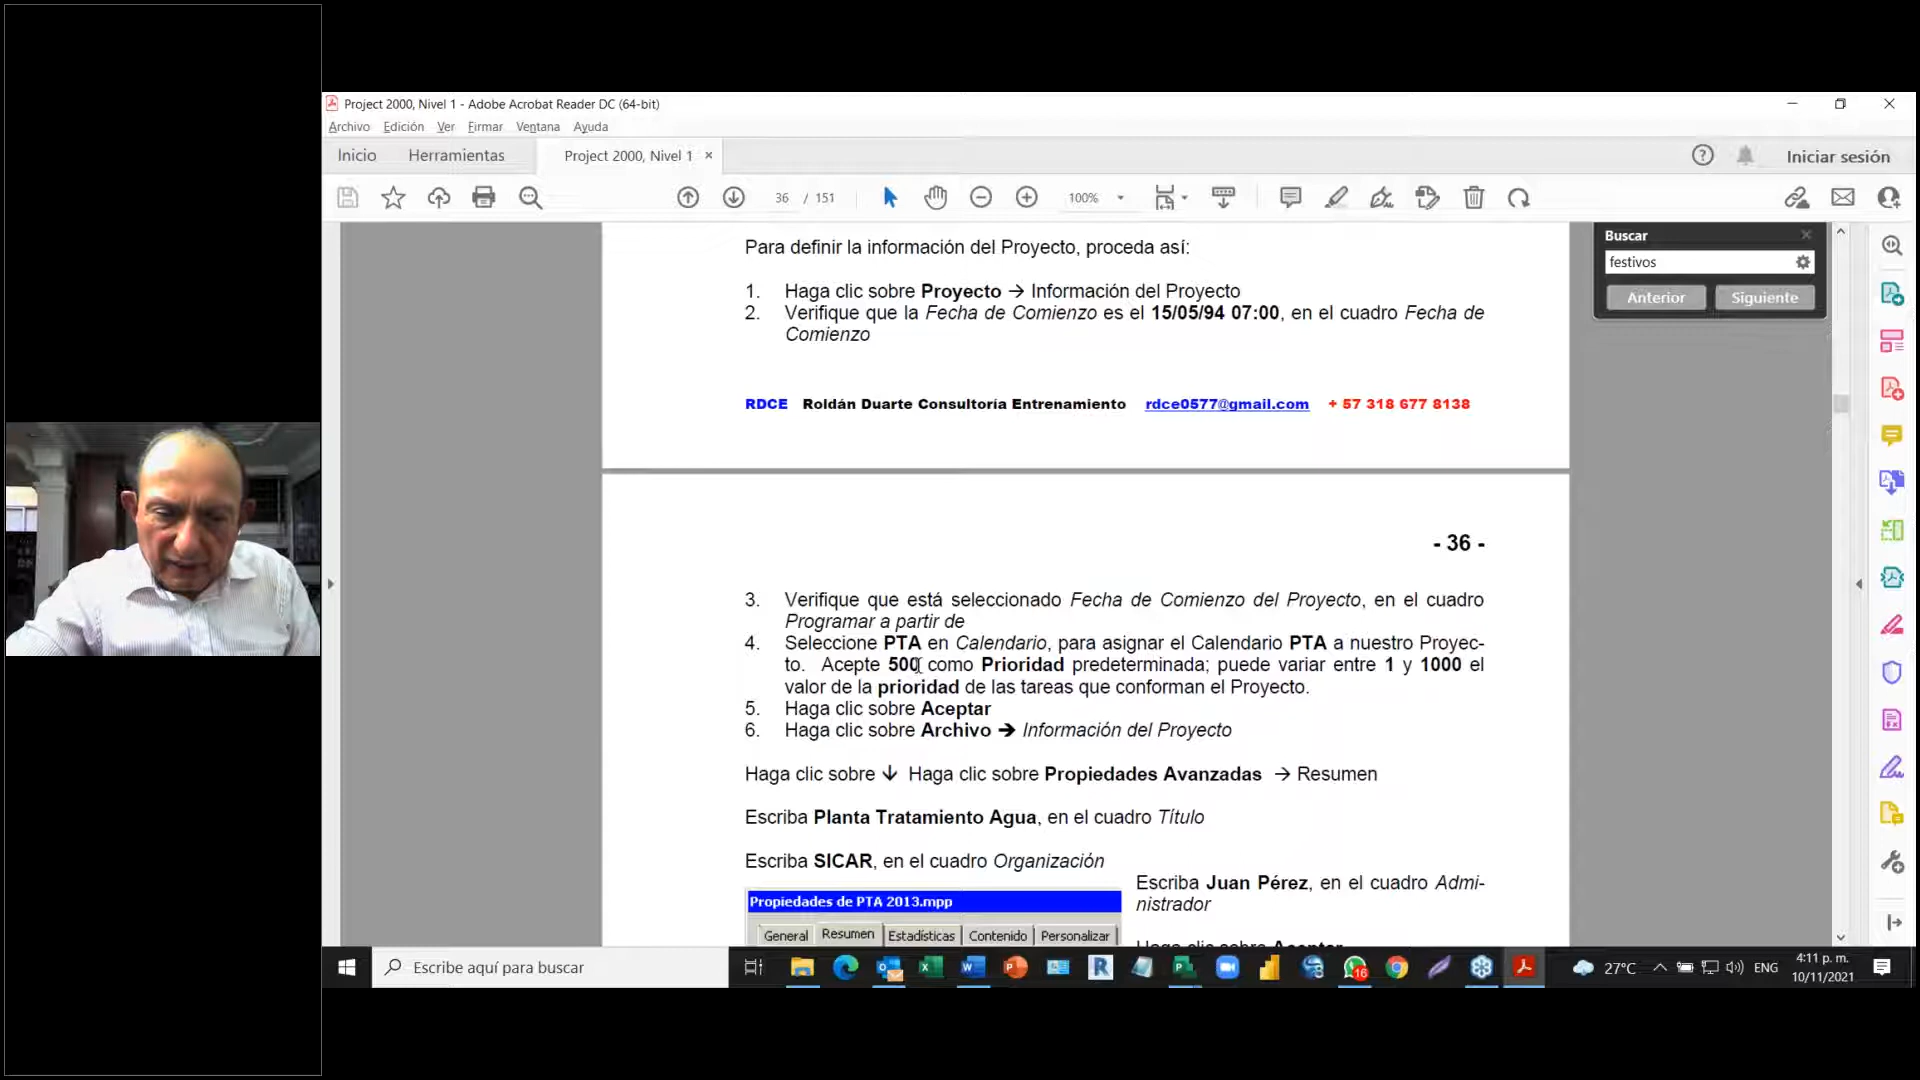 Project 2000, Nivel 1 - Adobe Acrobat Reader DC (64-bit)
Archivo Edición Ver Firmar Ventana Ayuda
Inicio Herramientas Project 2000, Nivel 1 × Iniciar sesión
36 / 151 100%
Buscar
festivos
Anterior Siguiente
Para definir la información del Proyecto, proceda así:
1. Haga clic sobre Proyecto → Información del Proyecto
2. Verifique que la Fecha de Comienzo es el 15/05/94 07:00, en el cuadro Fecha de
Comienzo
RDCE Roldán Duarte Consultoría Entrenamiento rdce0577@gmail.com + 57 318 677 8138
- 36 -
3. Verifique que está seleccionado Fecha de Comienzo del Proyecto, en el cuadro
Programar a partir de
4. Seleccione PTA en Calendario, para asignar el Calendario PTA a nuestro Proyec-
to. Acepte 500 como Prioridad predeterminada; puede variar entre 1 y 1000 el
valor de la prioridad de las tareas que conforman el Proyecto.
5. Haga clic sobre Aceptar
6. Haga clic sobre Archivo ➔ Información del Proyecto
Haga clic sobre ↓ Haga clic sobre Propiedades Avanzadas → Resumen
Escriba Planta Tratamiento Agua, en el cuadro Título
Escriba SICAR, en el cuadro Organización
Escriba Juan Pérez, en el cuadro Admi-
nistrador
Haga clic sobre Aceptar
Propiedades de PTA 2013.mpp
General Resumen Estadísticas Contenido Personalizar
Escribe aquí para buscar
16
27°C ENG
4:11 p. m.
10/11/2021